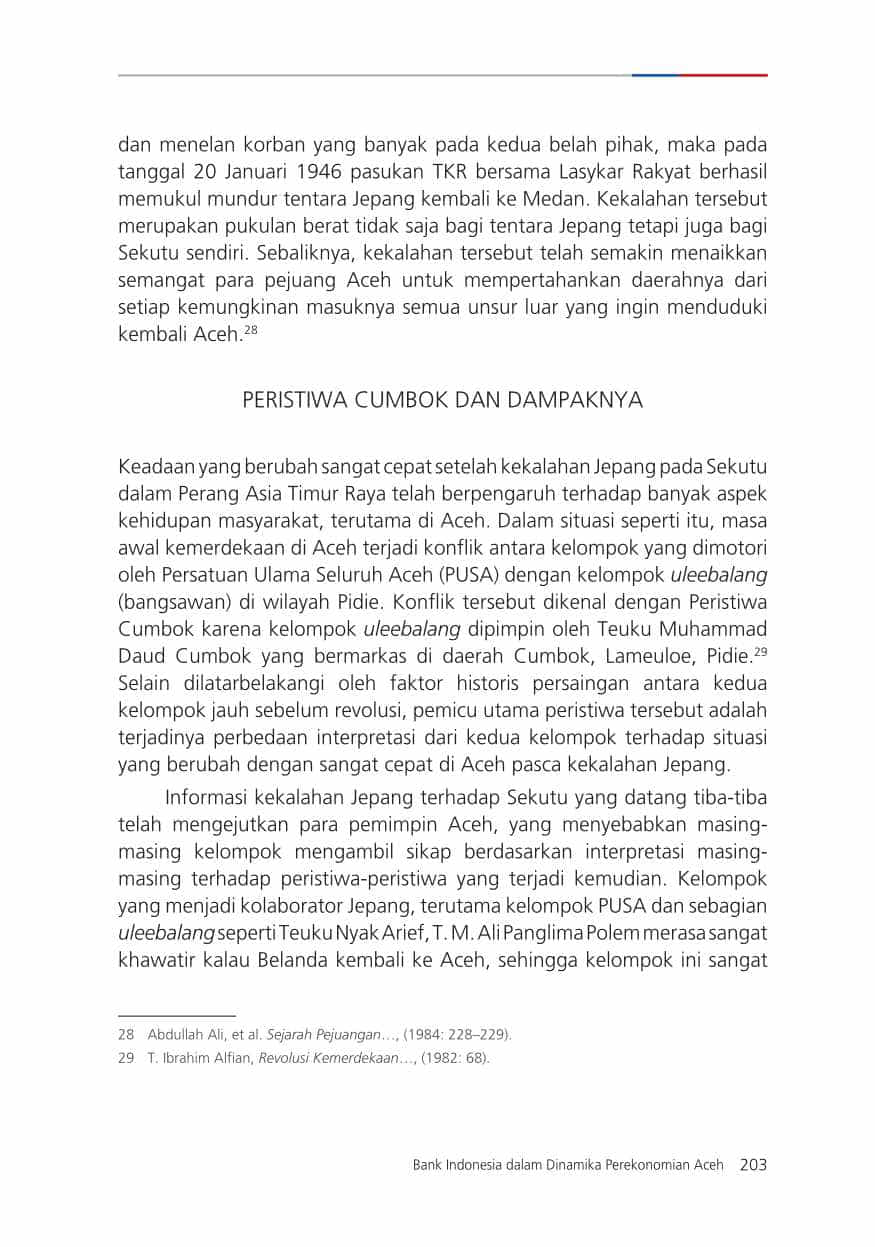 dan menelan korban yang banyak pada kedua belah pihak, maka pada
tanggal 20 Januari 1946 pasukan TKR bersama Lasykar Rakyat berhasil
memukul mundur tentara Jepang kembali ke Medan. Kekalahan tersebut
merupakan pukulan berat tidak saja bagi tentara Jepang tetapi juga bagi
Sekutu sendiri. Sebaliknya, kekalahan tersebut telah semakin menaikkan
semangat para pejuang Aceh untuk mempertahankan daerahnya dari
setiap kemungkinan masuknya semua unsur luar yang ingin menduduki
kembali Aceh.28
PERISTIWA CUMBOK DAN DAMPAKNYA
Keadaan yang berubah sangat cepat setelah kekalahan Jepang pada Sekutu
dalam Perang Asia Timur Raya telah berpengaruh terhadap banyak aspek
kehidupan masyarakat, terutama di Aceh. Dalam situasi seperti itu, masa
awal kemerdekaan di Aceh terjadi konflik antara kelompok yang dimotori
oleh Persatuan Ulama Seluruh Aceh (PUSA) dengan kelompok uleebalang
(bangsawan) di wilayah Pidie. Konflik tersebut dikenal dengan Peristiwa
Cumbok karena kelompok uleebalang dipimpin oleh Teuku Muhammad
Daud Cumbok yang bermarkas di daerah Cumbok, Lameuloe, Pidie.29
Selain dilatarbelakangi oleh faktor historis persaingan antara kedua
kelompok jauh sebelum revolusi, pemicu utama peristiwa tersebut adalah
terjadinya perbedaan interpretasi dari kedua kelompok terhadap situasi
yang berubah dengan sangat cepat di Aceh pasca kekalahan Jepang.
Informasi kekalahan Jepang terhadap Sekutu yang datang tiba-tiba
telah mengejutkan para pemimpin Aceh, yang menyebabkan masing-
masing kelompok mengambil sikap berdasarkan interpretasi masing-
masing terhadap peristiwa-peristiwa yang terjadi kemudian. Kelompok
yang menjadi kolaborator Jepang, terutama kelompok PUSA dan sebagian
uleebalang seperti Teuku Nyak Arief, T. M. Ali Panglima Polem merasa sangat
khawatir kalau Belanda kembali ke Aceh, sehingga kelompok ini sangat
28 Abdullah Ali, et al. Sejarah Pejuangan…, (1984: 228–229).
29 T. Ibrahim Alfian, Revolusi Kemerdekaan…, (1982: 68).
Bank Indonesia dalam Dinamika Perekonomian Aceh 203